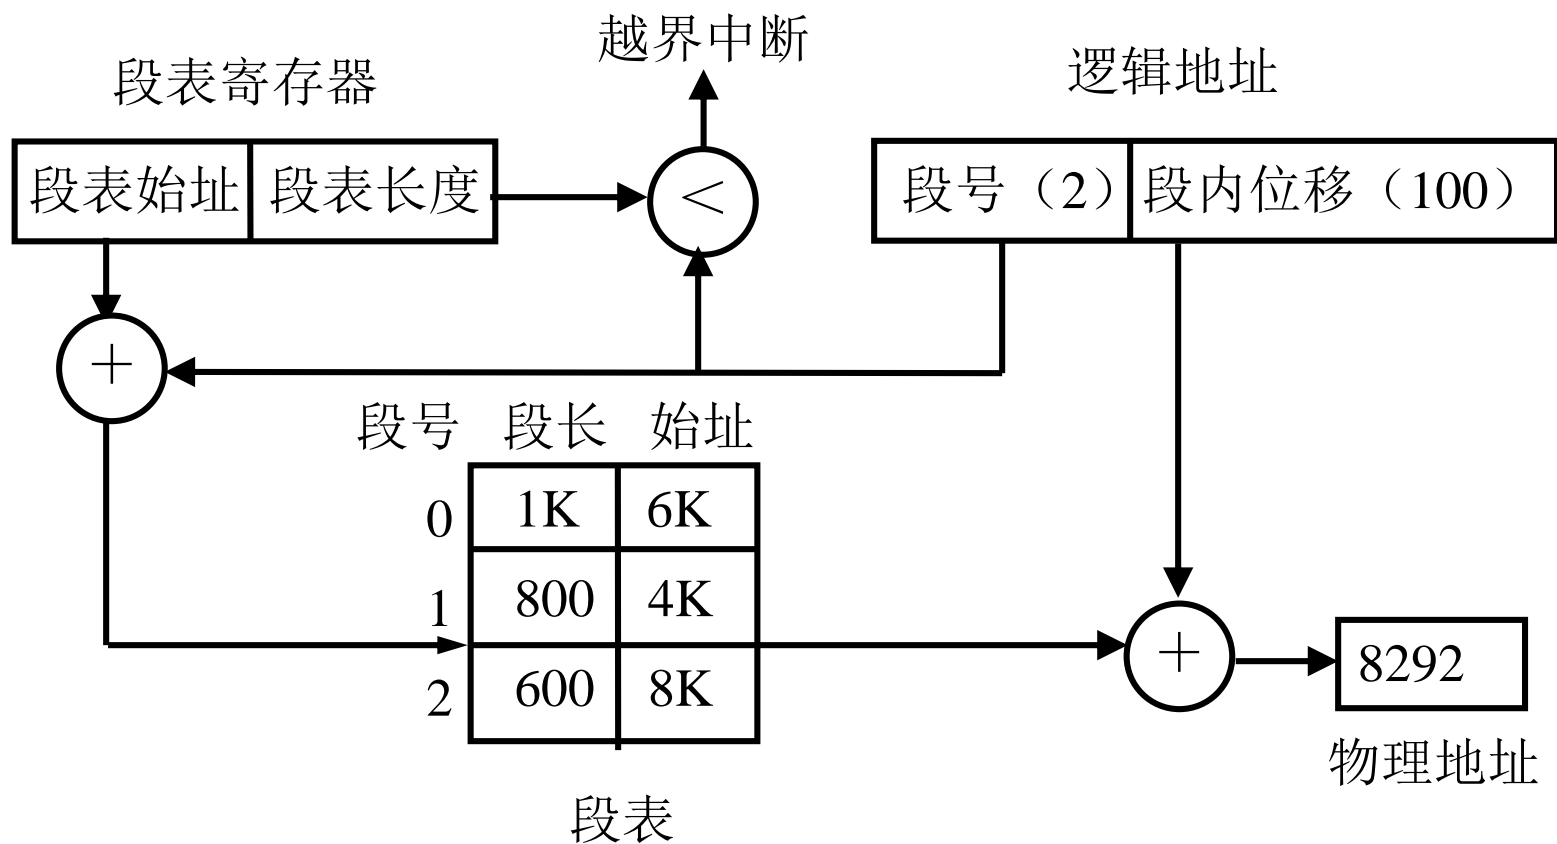 越界中断
段表寄存器
逻辑地址
段表始址 段表长度
<
段号（2） 段内位移（100）
+
段号 段长 始址
0 1K 6K
1 800 4K
2 600 8K
+
8292
物理地址
段表